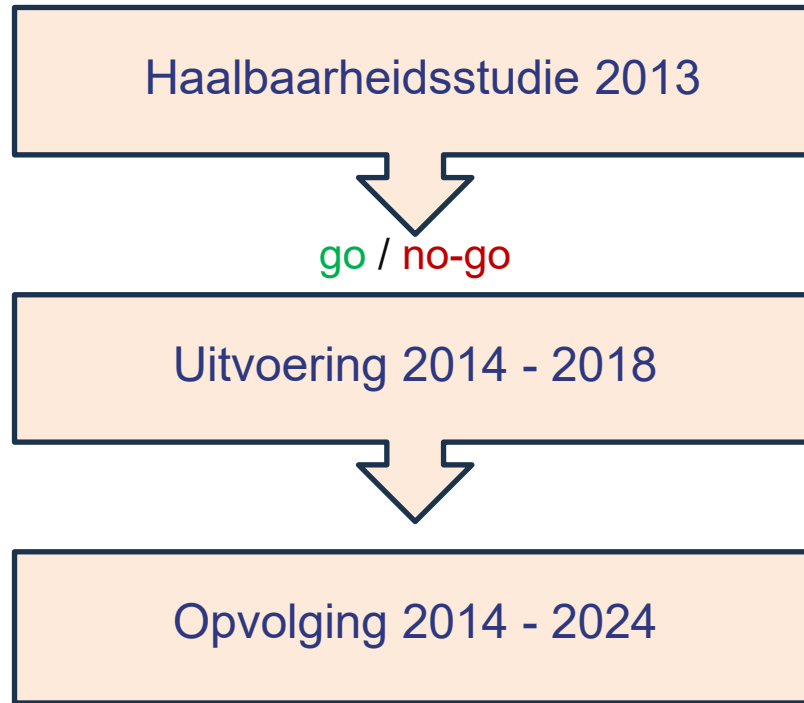 Haalbaarheidsstudie 2013
go / no-go
Uitvoering 2014 - 2018
Opvolging 2014 - 2024